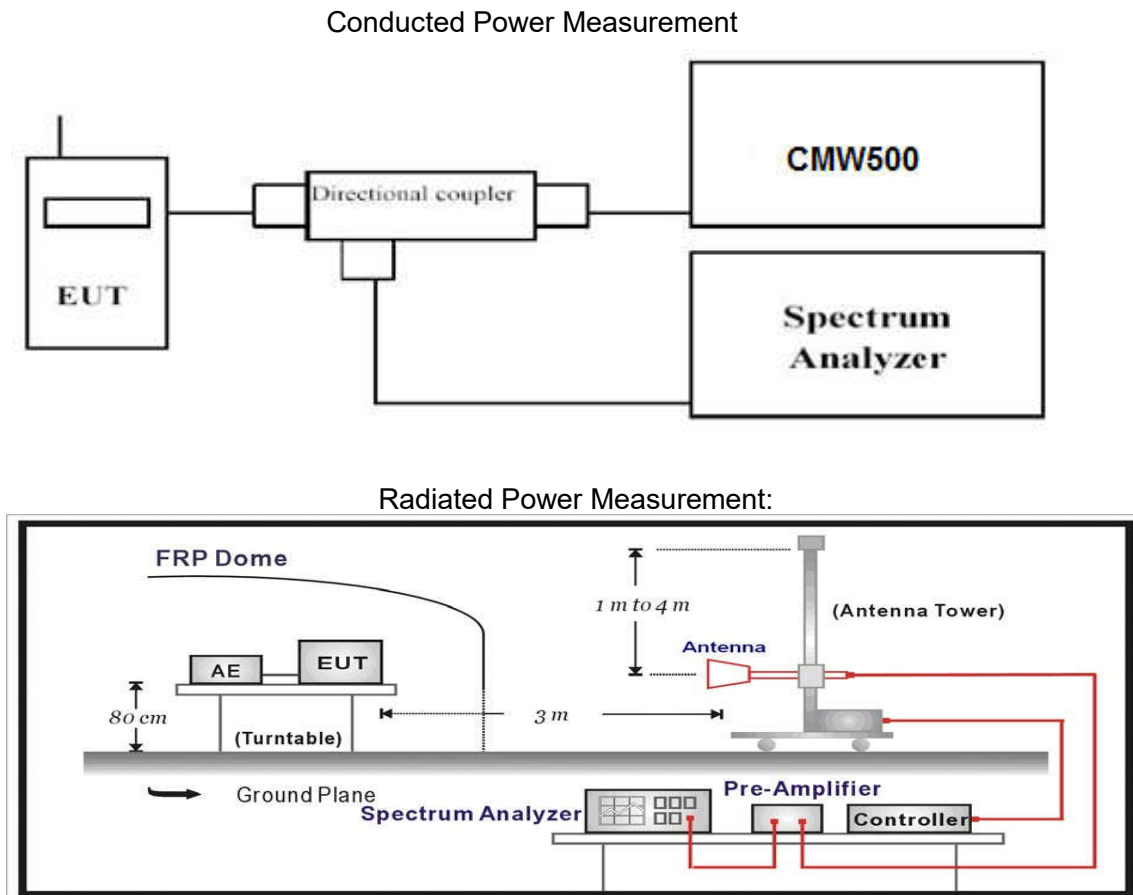 Conducted Power Measurement
CMW500
Directional coupler
EUT
Spectrum
Analyzer
Radiated Power Measurement:
FRP Dome
1 m to 4 m
(Antenna Tower)
Antenna
AE
EUT
80 cm
3 m
(Turntable)
Ground Plane
Pre-Amplifier
Spectrum Analyzer
Controller